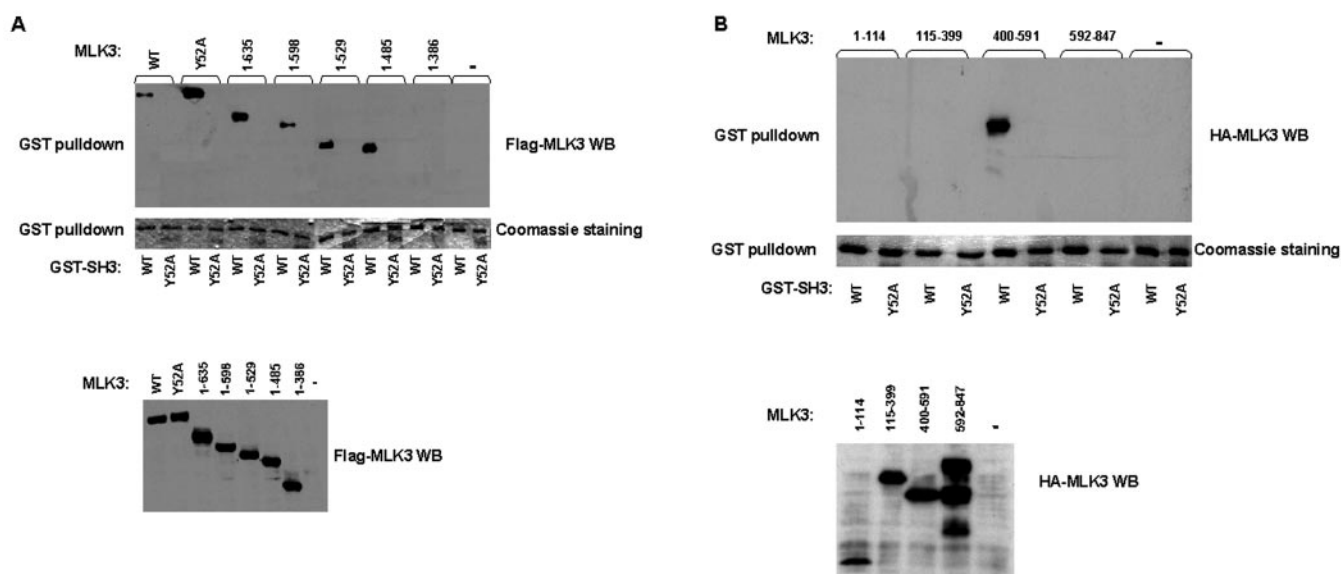 A
MLK3: WT Y52A 1-635 1-598 1-529 1-485 1-386 -
GST pulldown Flag-MLK3 WB
GST pulldown Coomassie staining
GST-SH3: WT Y52A WT Y52A WT Y52A WT Y52A WT Y52A WT Y52A WT Y52A WT Y52A
MLK3: WT Y52A 1-635 1-598 1-529 1-485 1-386 -
Flag-MLK3 WB
B
MLK3: 1-114 115-399 400-591 592-847 -
GST pulldown HA-MLK3 WB
GST pulldown Coomassie staining
GST-SH3: WT Y52A WT Y52A WT Y52A WT Y52A WT Y52A
MLK3: 1-114 115-399 400-591 592-847 -
HA-MLK3 WB